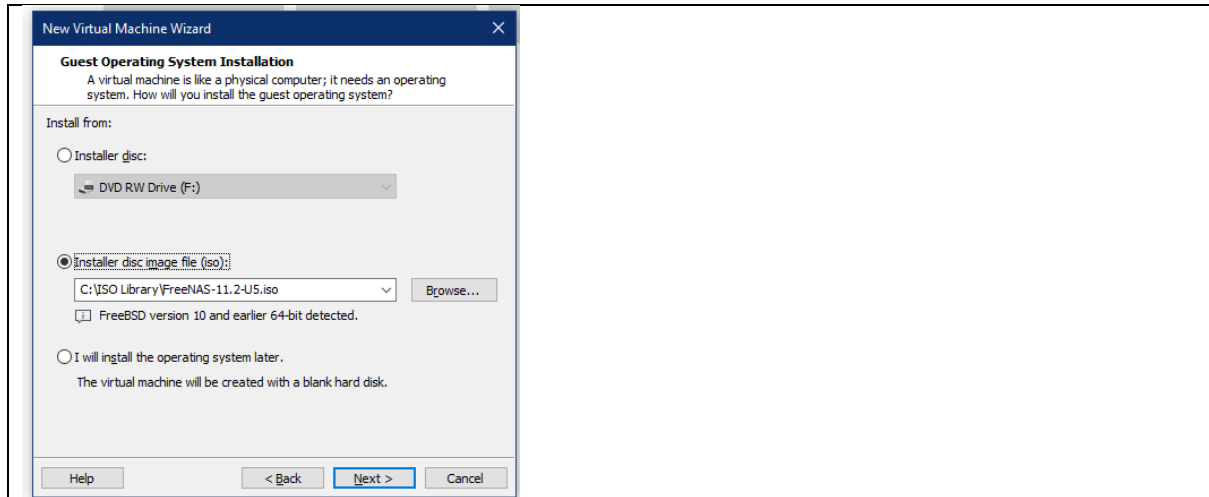 New Virtual Machine Wizard
Guest Operating System Installation
A virtual machine is like a physical computer; it needs an operating
system. How will you install the guest operating system?
Install from:
Installer disc:
DVD RW Drive (F:)
Installer disc image file (iso):
C:\ISO Library\FreeNAS-11.2-U5.iso
Browse...
FreeBSD version 10 and earlier 64-bit detected.
I will install the operating system later.
The virtual machine will be created with a blank hard disk.
Help
< Back
Next >
Cancel